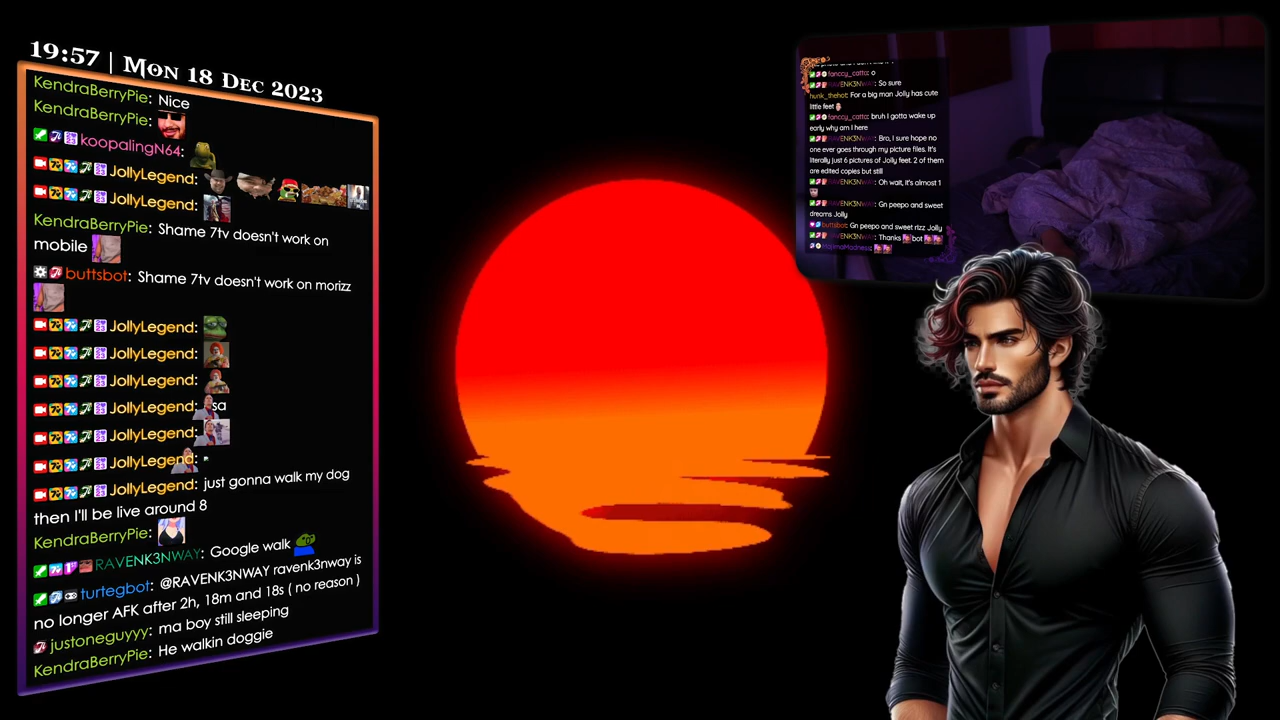 19:57 | Mon 18 Dec 2023
KendraBerryPie: Nice
KendraBerryPie:
koopalingN64:
JollyLegend:
JollyLegend:
KendraBerryPie: Shame 7tv doesn't work on
mobile
buttsbot: Shame 7tv doesn't work on morizz
JollyLegend:
JollyLegend:
JollyLegend:
JollyLegend: sa
JollyLegend:
JollyLegend:
JollyLegend: just gonna walk my dog
then I'll be live around 8
KendraBerryPie:
RAVENK3NWAY: Google walk
turtegbot: @RAVENK3NWAY ravenk3nway is
no longer AFK after 2h, 18m and 18s ( no reason )
justoneguyyy: ma boy still sleeping
KendraBerryPie: He walkin doggie
fanccy_catto: o
RAVENK3NWAY: So sure
hunk_thehot: For a big man Jolly has cute
little feet
fanccy_catto: bruh I gotta wake up
early why am I here
RAVENK3NWAY: Bro, I sure hope no
one ever goes through my picture files. It's
literally just 6 pictures of Jolly feet. 2 of them
are edited copies but still
RAVENK3NWAY: Oh wait, it's almost 1
RAVENK3NWAY: Gn peepo and sweet
dreams Jolly
buttsbot: Gn peepo and sweet rizz Jolly
RAVENK3NWAY: Thanks bot